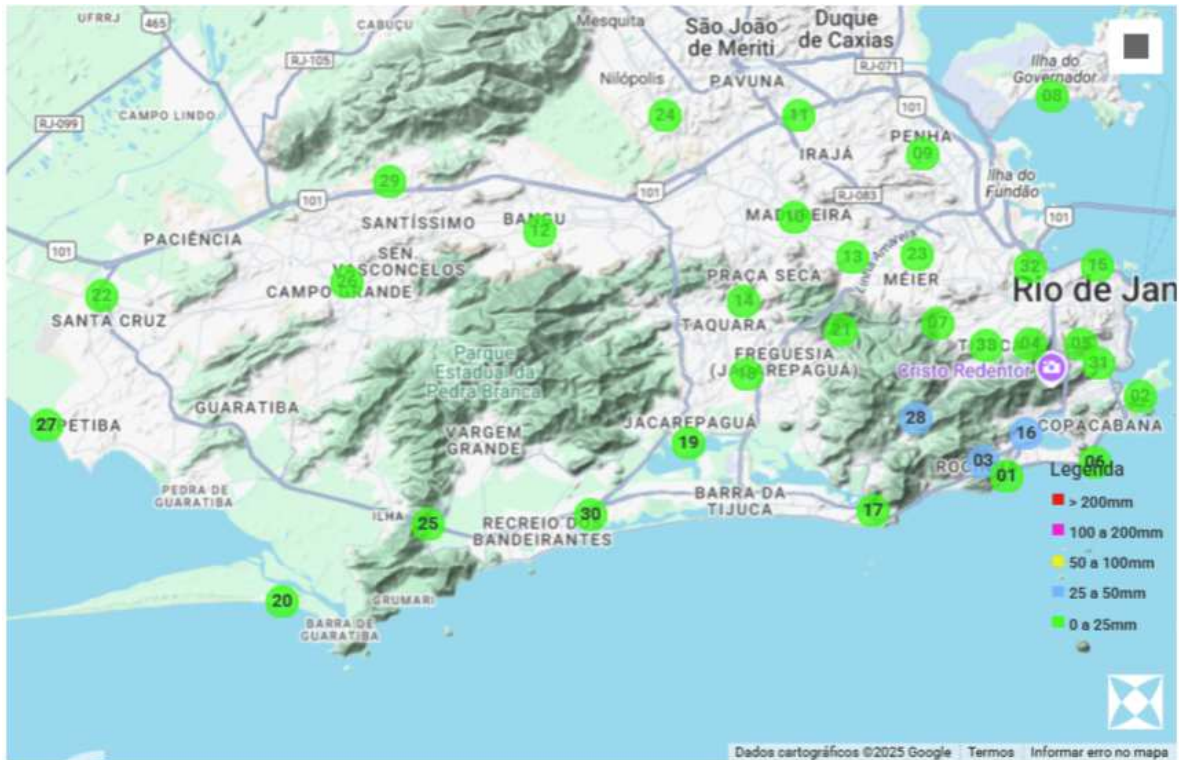 UFRRJ
465
CABUÇU
Mesquita
São João
de Meriti
Duque
de Caxias
RJ-105
Nilópolis
PAVUNA
RJ-071
Ilha do
Governador
08
RJ-099
CAMPO LINDO
24
11
101
PENHA
09
IRAJÁ
Ilha do
Fundão
29
101
101
RJ-083
SANTÍSSIMO
BANGU
12
MADUREIRA
10
101
PACIÊNCIA
101
SEN.
VASCONCELOS
26
CAMPO GRANDE
13
Linha Amarela
23
MÉIER
32
15
PRAÇA SECA
22
SANTA CRUZ
14
TAQUARA
Rio de Jan
21
07
33
04
05
31
Parque
Estadual da
Pedra Branca
FREGUESIA
(JACAREPAGUÁ)
18
Cristo Redentor
02
GUARATIBA
27
VARGEM
GRANDE
JACAREPAGUÁ
19
28
16
COPACABANA
03
01
06
PEDRA DE
GUARATIBA
ILHA
25
RECREIO DOS
BANDEIRANTES
30
BARRA DA
TIJUCA
17
Legenda
> 200mm
100 a 200mm
50 a 100mm
25 a 50mm
0 a 25mm
20
GRUMARI
BARRA DE
GUARATIBA
Dados cartográficos ©2025 Google
Termos
Informar erro no mapa